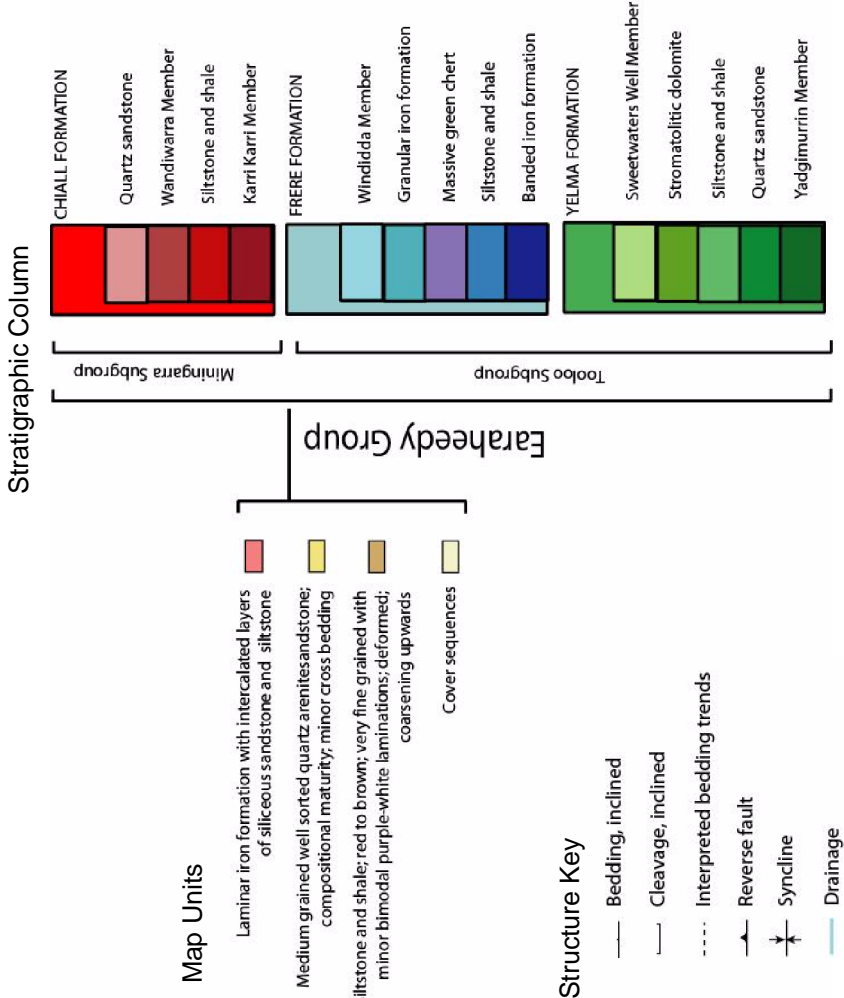 Stratigraphic Column
CHIALL FORMATION
Quartz sandstone
Wandiwarra Member
Siltstone and shale
Karri Karri Member
FRERE FORMATION
Windidda Member
Granular iron formation
Massive green chert
Siltstone and shale
Banded iron formation
YELMA FORMATION
Sweetwaters Well Member
Stromatolitic dolomite
Siltstone and shale
Quartz sandstone
Yadgimurrin Member
Miningarra Subgroup
Tooloo Subgroup
Earaheedy Group
Map Units
Laminar iron formation with intercalated layers
of siliceous sandstone and siltstone
Medium grained well sorted quartz arenitesandstone;
compositional maturity; minor cross bedding
iltstone and shale; red to brown; very fine grained with
minor bimodal purple-white laminations; deformed;
coarsening upwards
Cover sequences
Structure Key
Bedding, inclined
Cleavage, inclined
Interpreted bedding trends
Reverse fault
Syncline
Drainage